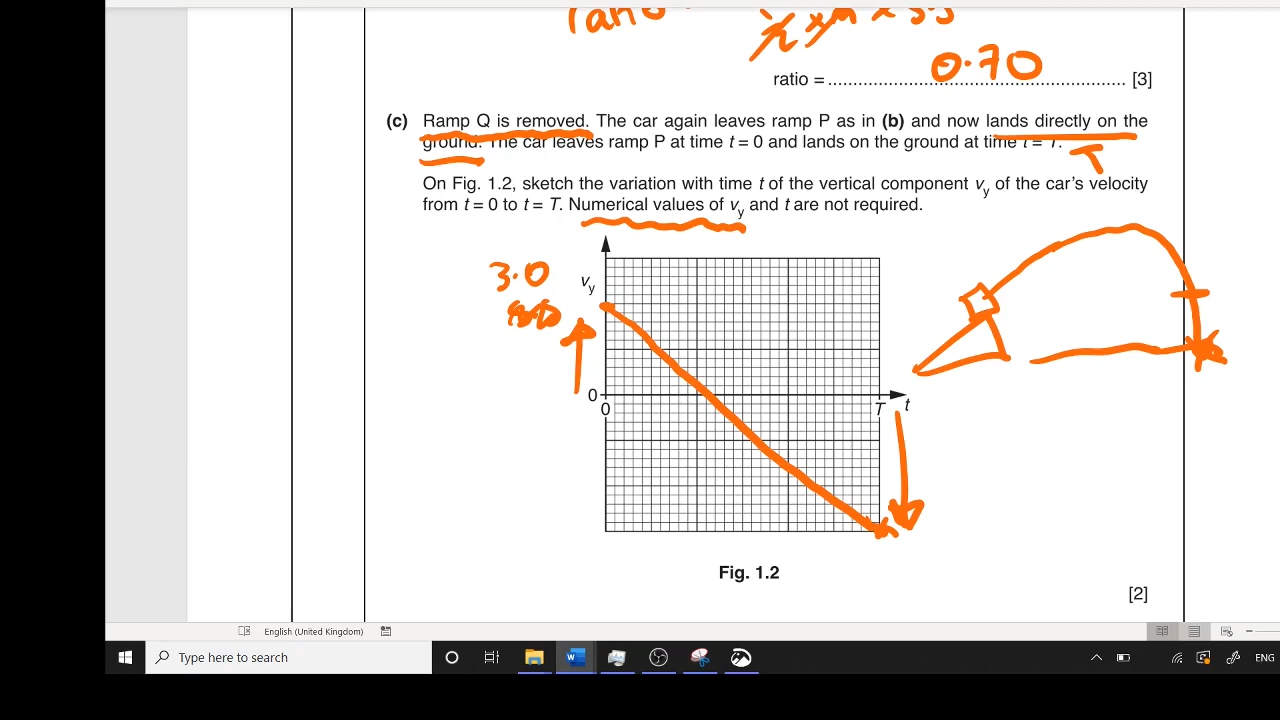 ratio
ratio = 0.70 [3]
(c) Ramp Q is removed. The car again leaves ramp P as in (b) and now lands directly on the
ground. The car leaves ramp P at time t = 0 and lands on the ground at time t = T.
T
On Fig. 1.2, sketch the variation with time t of the vertical component vy of the car's velocity
from t = 0 to t = T. Numerical values of vy and t are not required.
3.0
vy
0
0
T t
Fig. 1.2
[2]
English (United Kingdom)
Type here to search
ENG